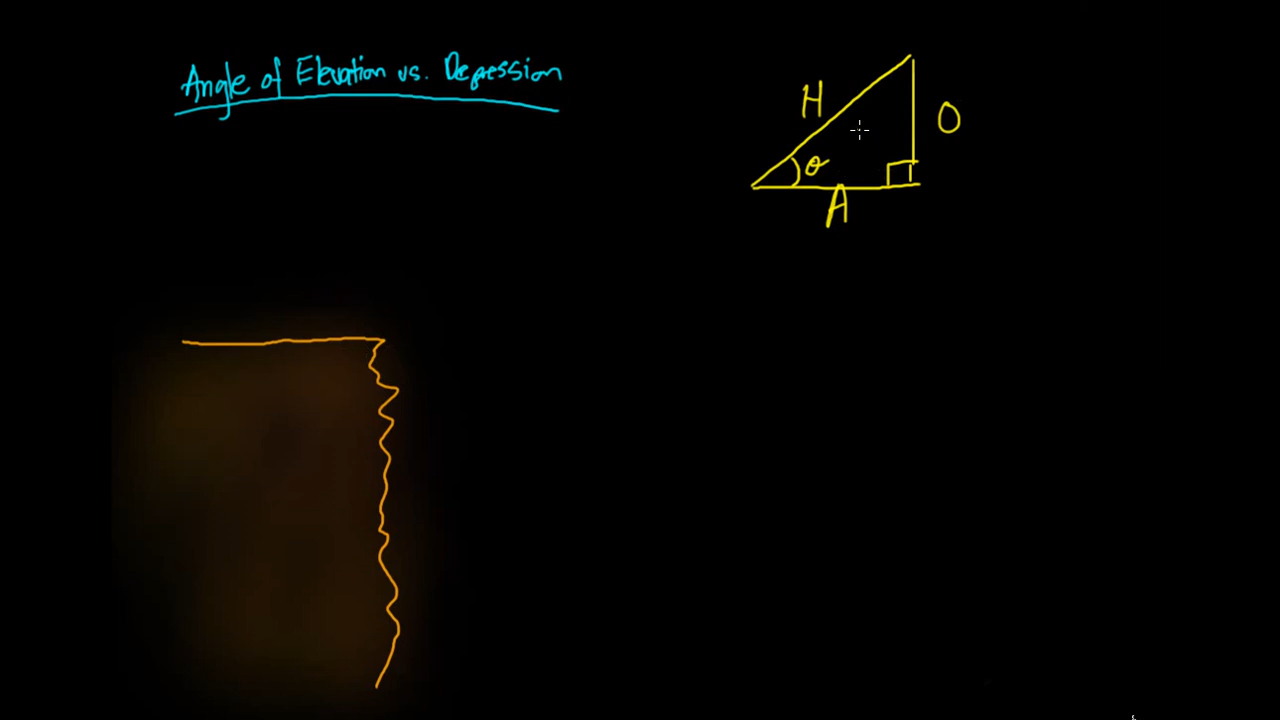 Angle of Elevation vs. Depression
H
O
θ
A